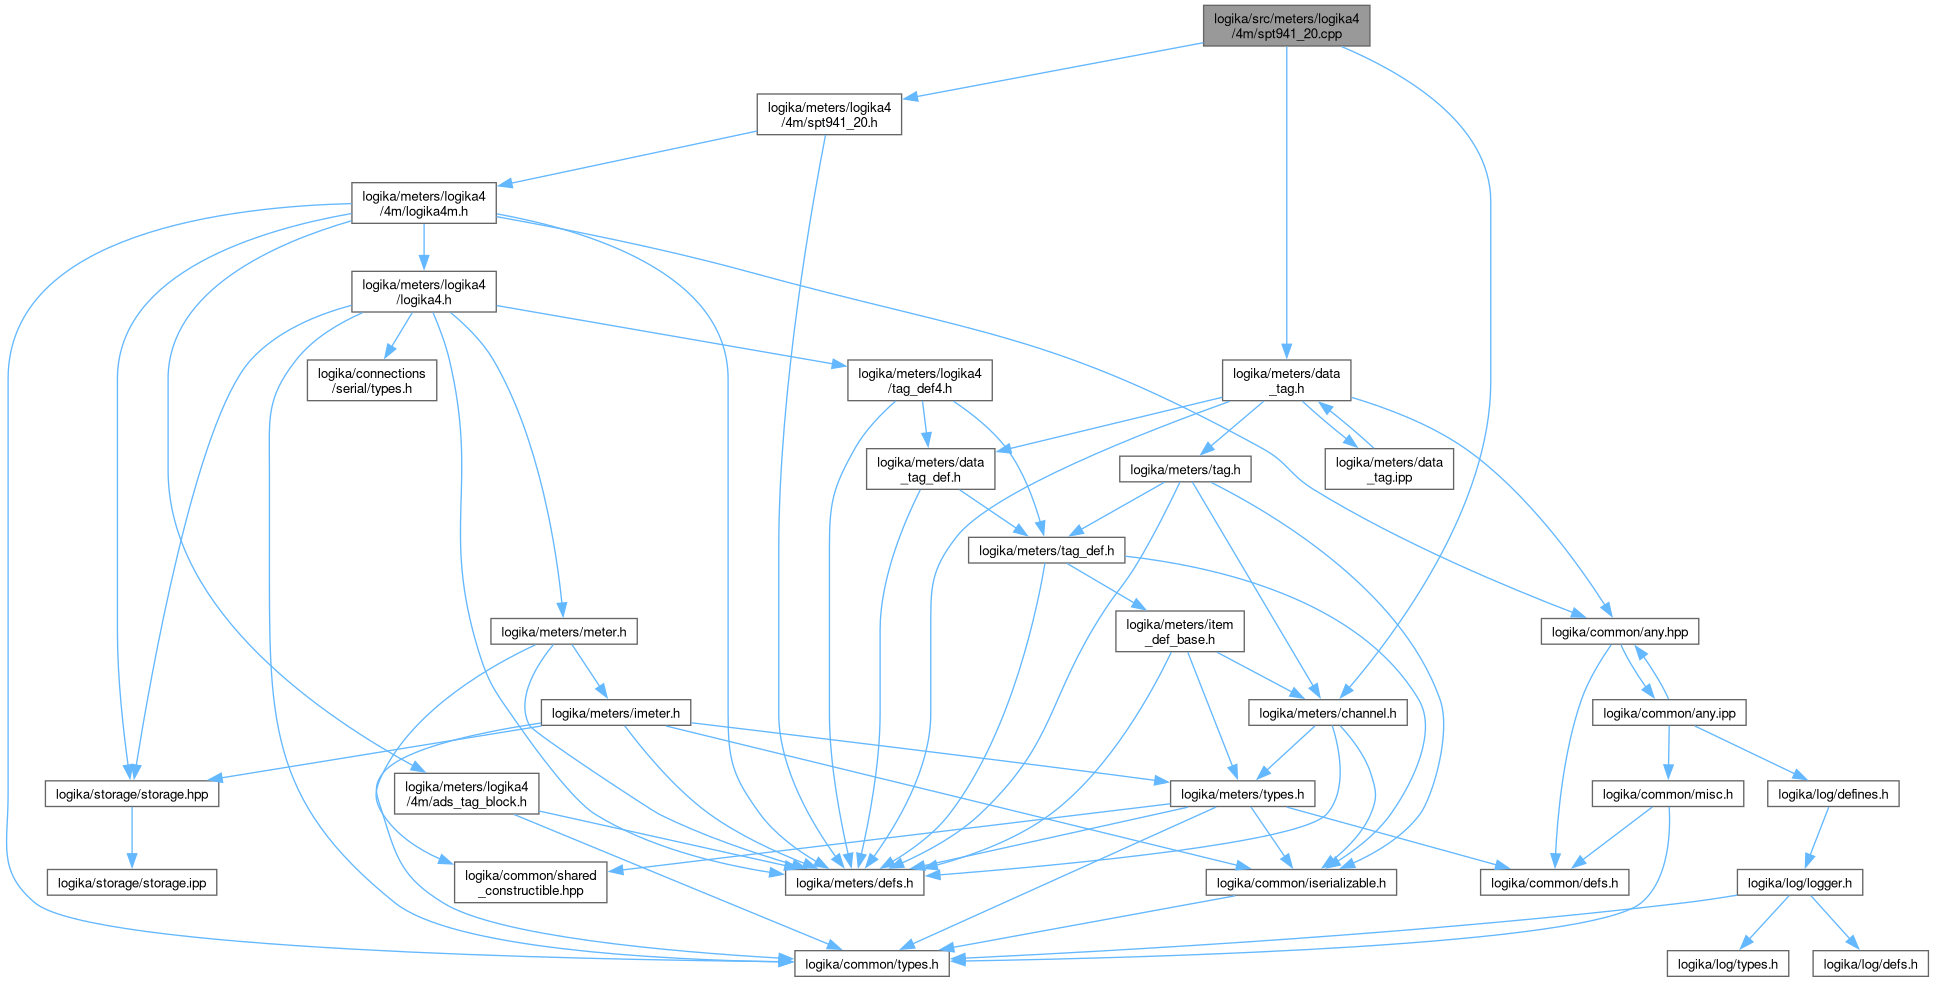 logika/src/meters/logika4
/4m/spt941_20.cpp
logika/meters/logika4
/4m/spt941_20.h
logika/meters/logika4
/4m/logika4m.h
logika/meters/logika4
/logika4.h
logika/connections
/serial/types.h
logika/meters/logika4
/tag_def4.h
logika/meters/data
_tag.h
logika/meters/data
_tag_def.h
logika/meters/tag.h
logika/meters/data
_tag.ipp
logika/meters/tag_def.h
logika/meters/item
_def_base.h
logika/meters/meter.h
logika/common/any.hpp
logika/meters/imeter.h
logika/meters/channel.h
logika/common/any.ipp
logika/storage/storage.hpp
logika/meters/logika4
/4m/ads_tag_block.h
logika/meters/types.h
logika/common/misc.h
logika/log/defines.h
logika/storage/storage.ipp
logika/common/shared
_constructible.hpp
logika/meters/defs.h
logika/common/iserializable.h
logika/common/defs.h
logika/log/logger.h
logika/common/types.h
logika/log/types.h
logika/log/defs.h